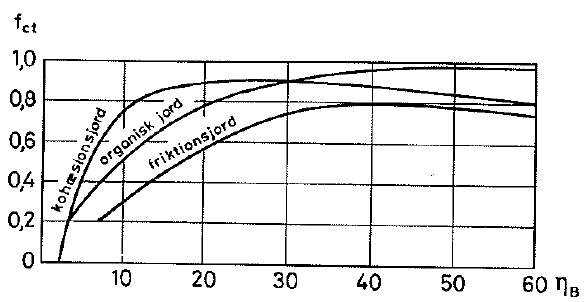 f_ct
1,0
0,8
0,6
0,4
0,2
0
kohæsionsjord
organisk jord
friktionsjord
10 20 30 40 50 60 η_B